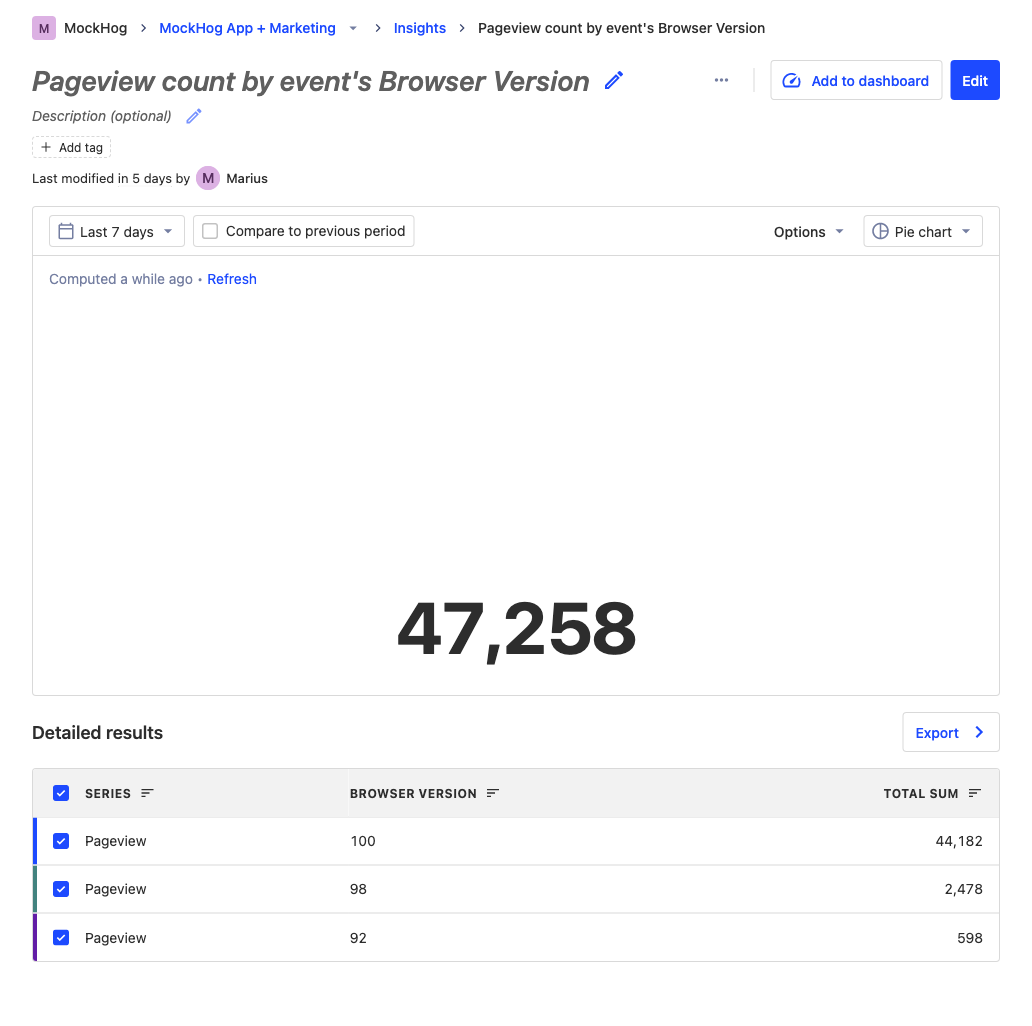 M MockHog > MockHog App + Marketing > Insights > Pageview count by event's Browser Version
Pageview count by event's Browser Version
Add to dashboard
Edit
Description (optional)
+ Add tag
Last modified in 5 days by M Marius
Last 7 days
Compare to previous period
Options
Pie chart
Computed a while ago • Refresh
47,258
Detailed results
Export
SERIES BROWSER VERSION TOTAL SUM
Pageview 100 44,182
Pageview 98 2,478
Pageview 92 598